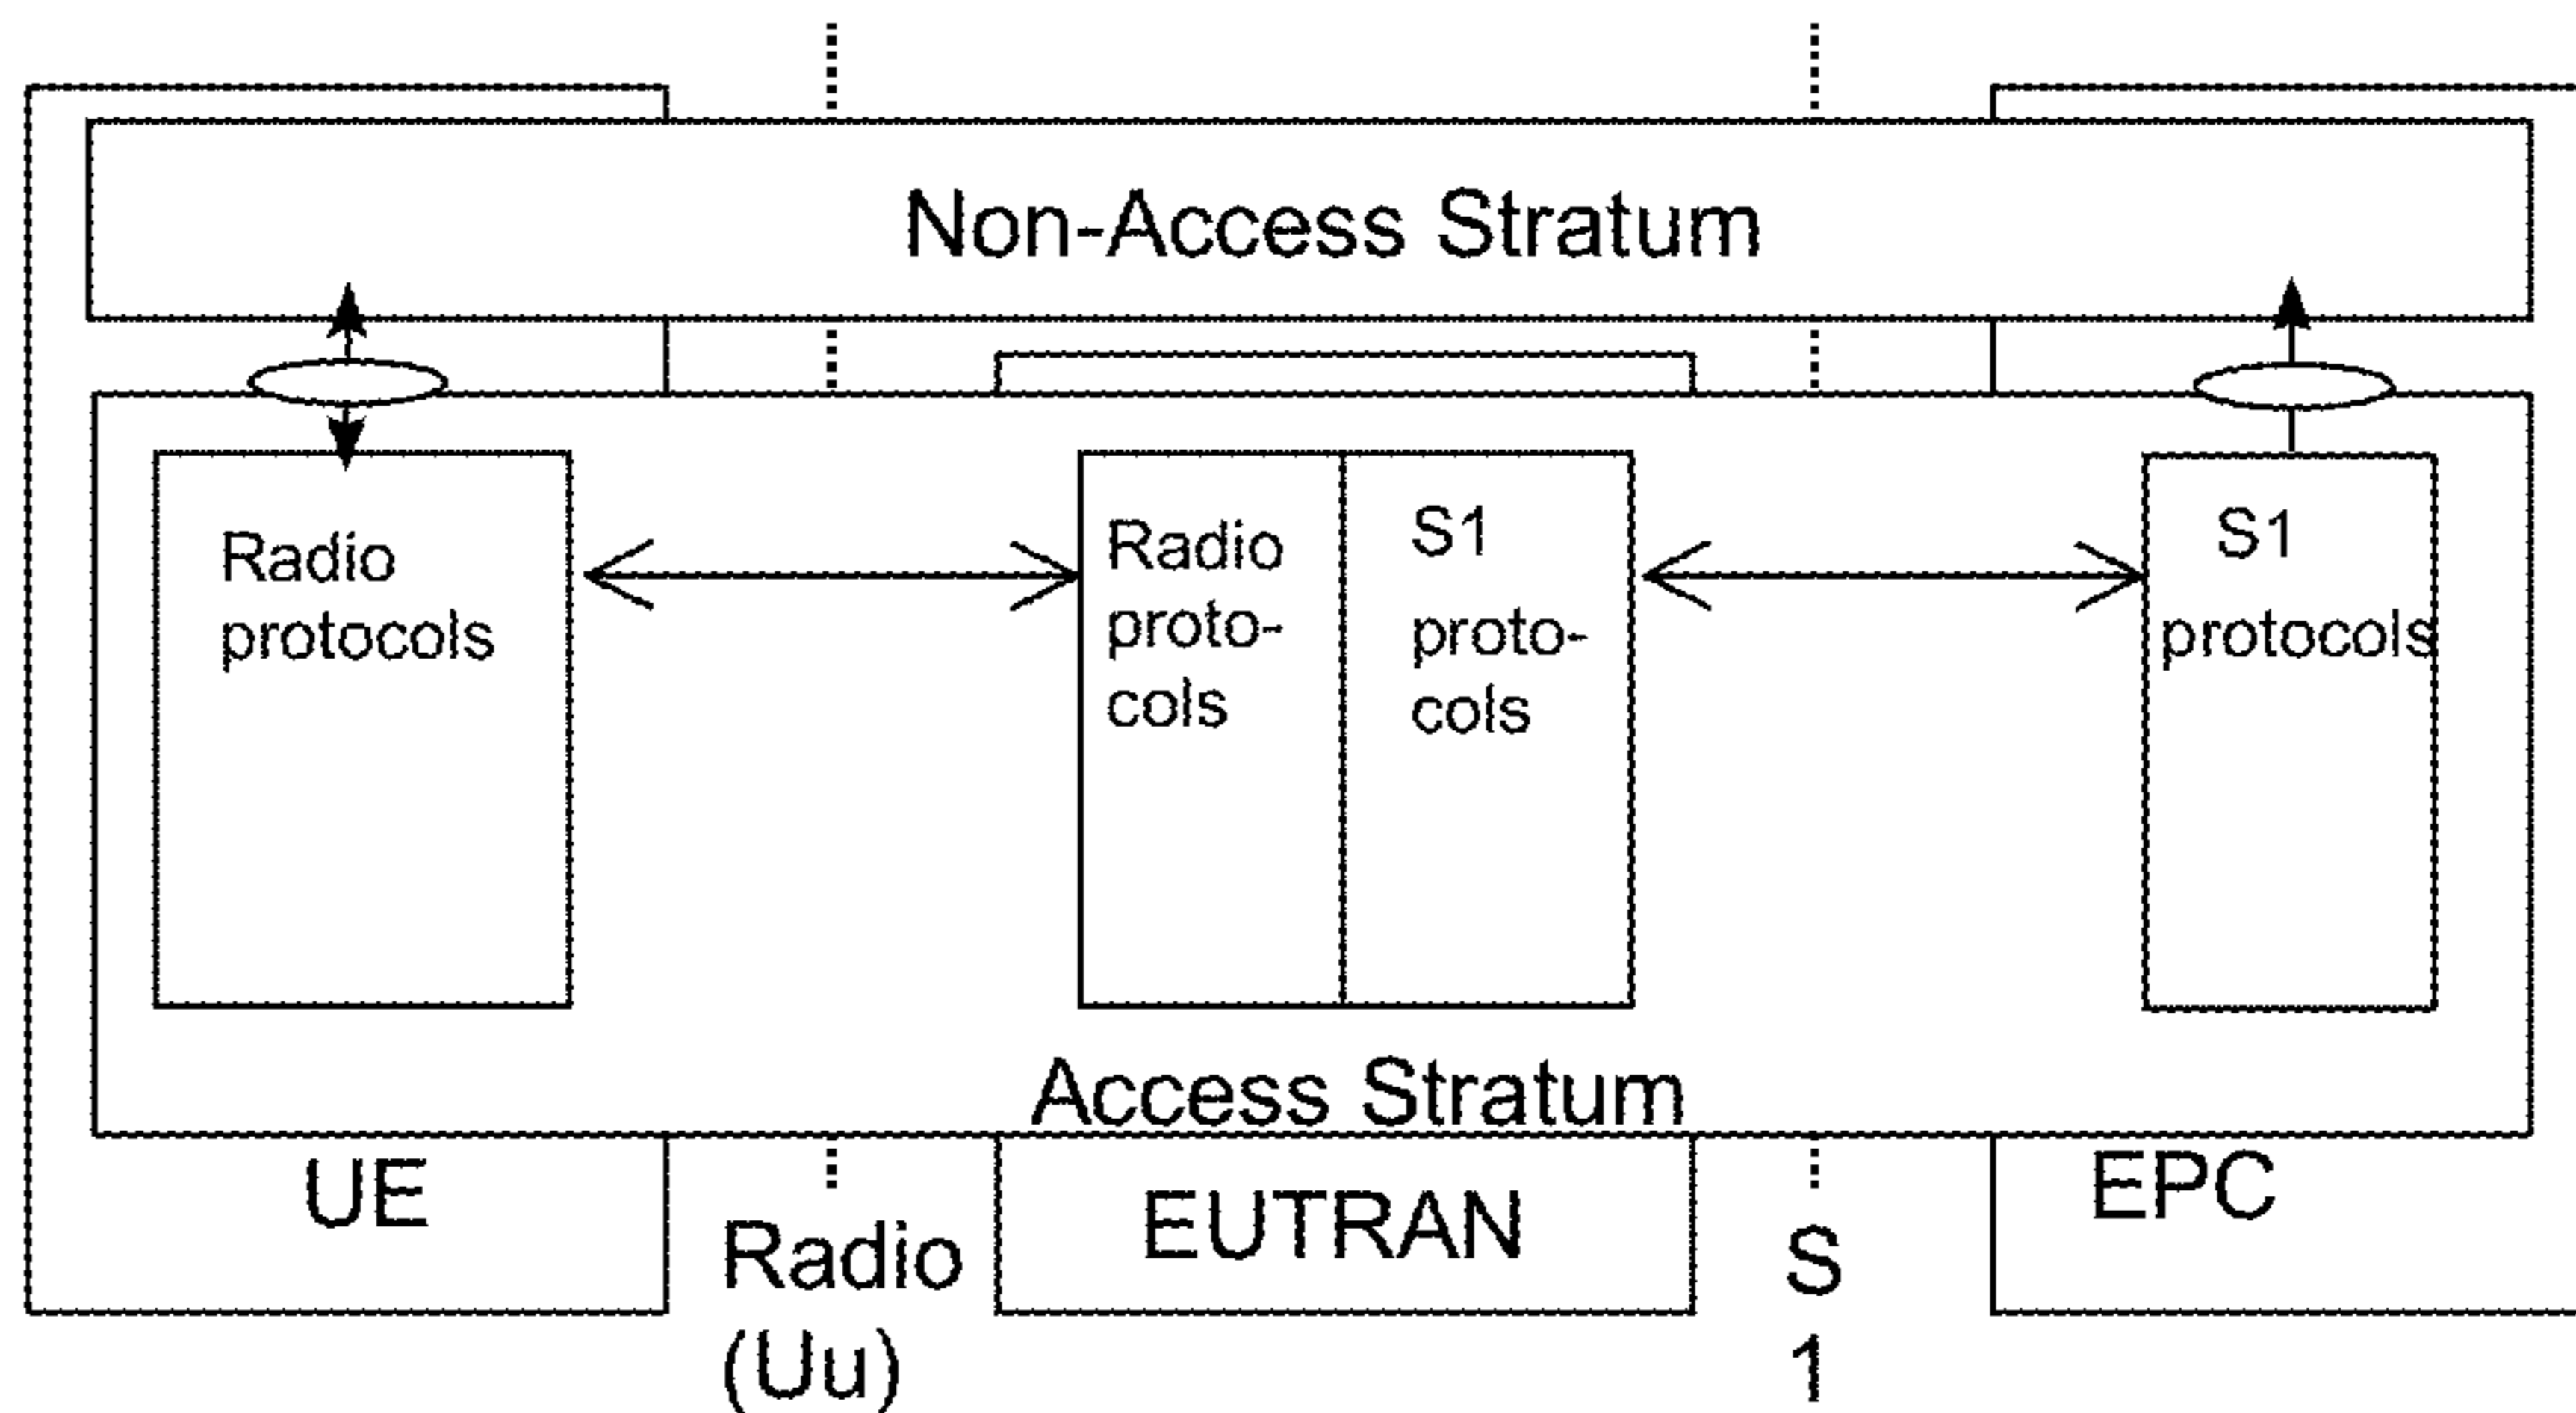 Non-Access Stratum
Radio
protocols
Radio
proto-
cols
S1
proto-
cols
S1
protocols
Access Stratum
UE
Radio
(Uu)
EUTRAN
S
1
EPC